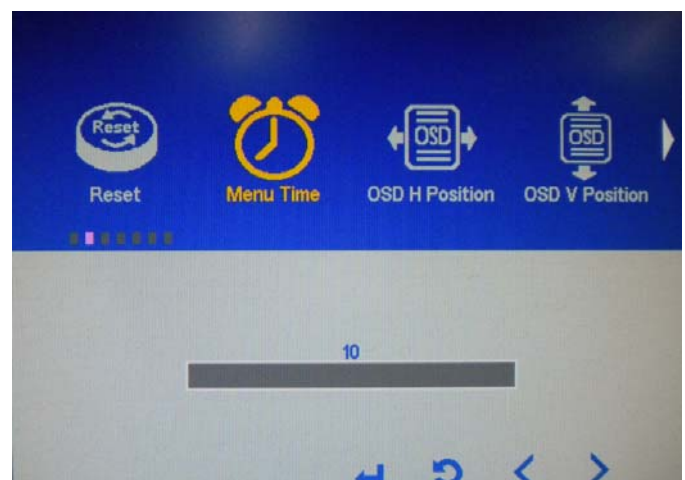 Reset
OSD
OSD
Reset
Menu Time
OSD H Position
OSD V Position
10